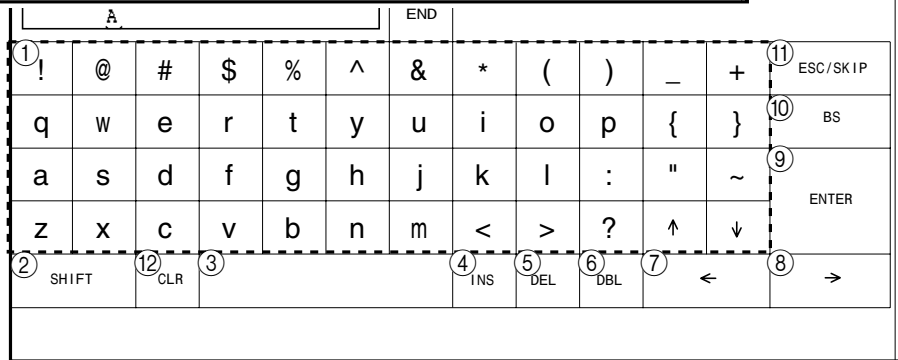 A END
① ! @ # $ % ^ & * ( ) _ + ⑪ ESC/SKIP
q w e r t y u i o p { } ⑩ BS
a s d f g h j k l : " ~ ⑨ ENTER
z x c v b n m < > ? ↑ ↓
② SHIFT ⑫ CLR ③ ④ INS ⑤ DEL ⑥ DBL ⑦ ← ⑧ →